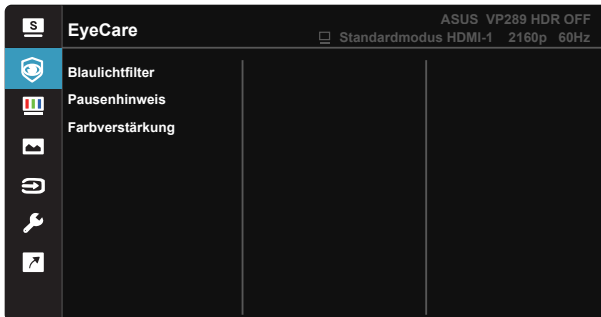 S
EyeCare
ASUS VP289 HDR OFF
Standardmodus HDMI-1 2160p 60Hz
Blaulichtfilter
Pausenhinweis
Farbverstärkung